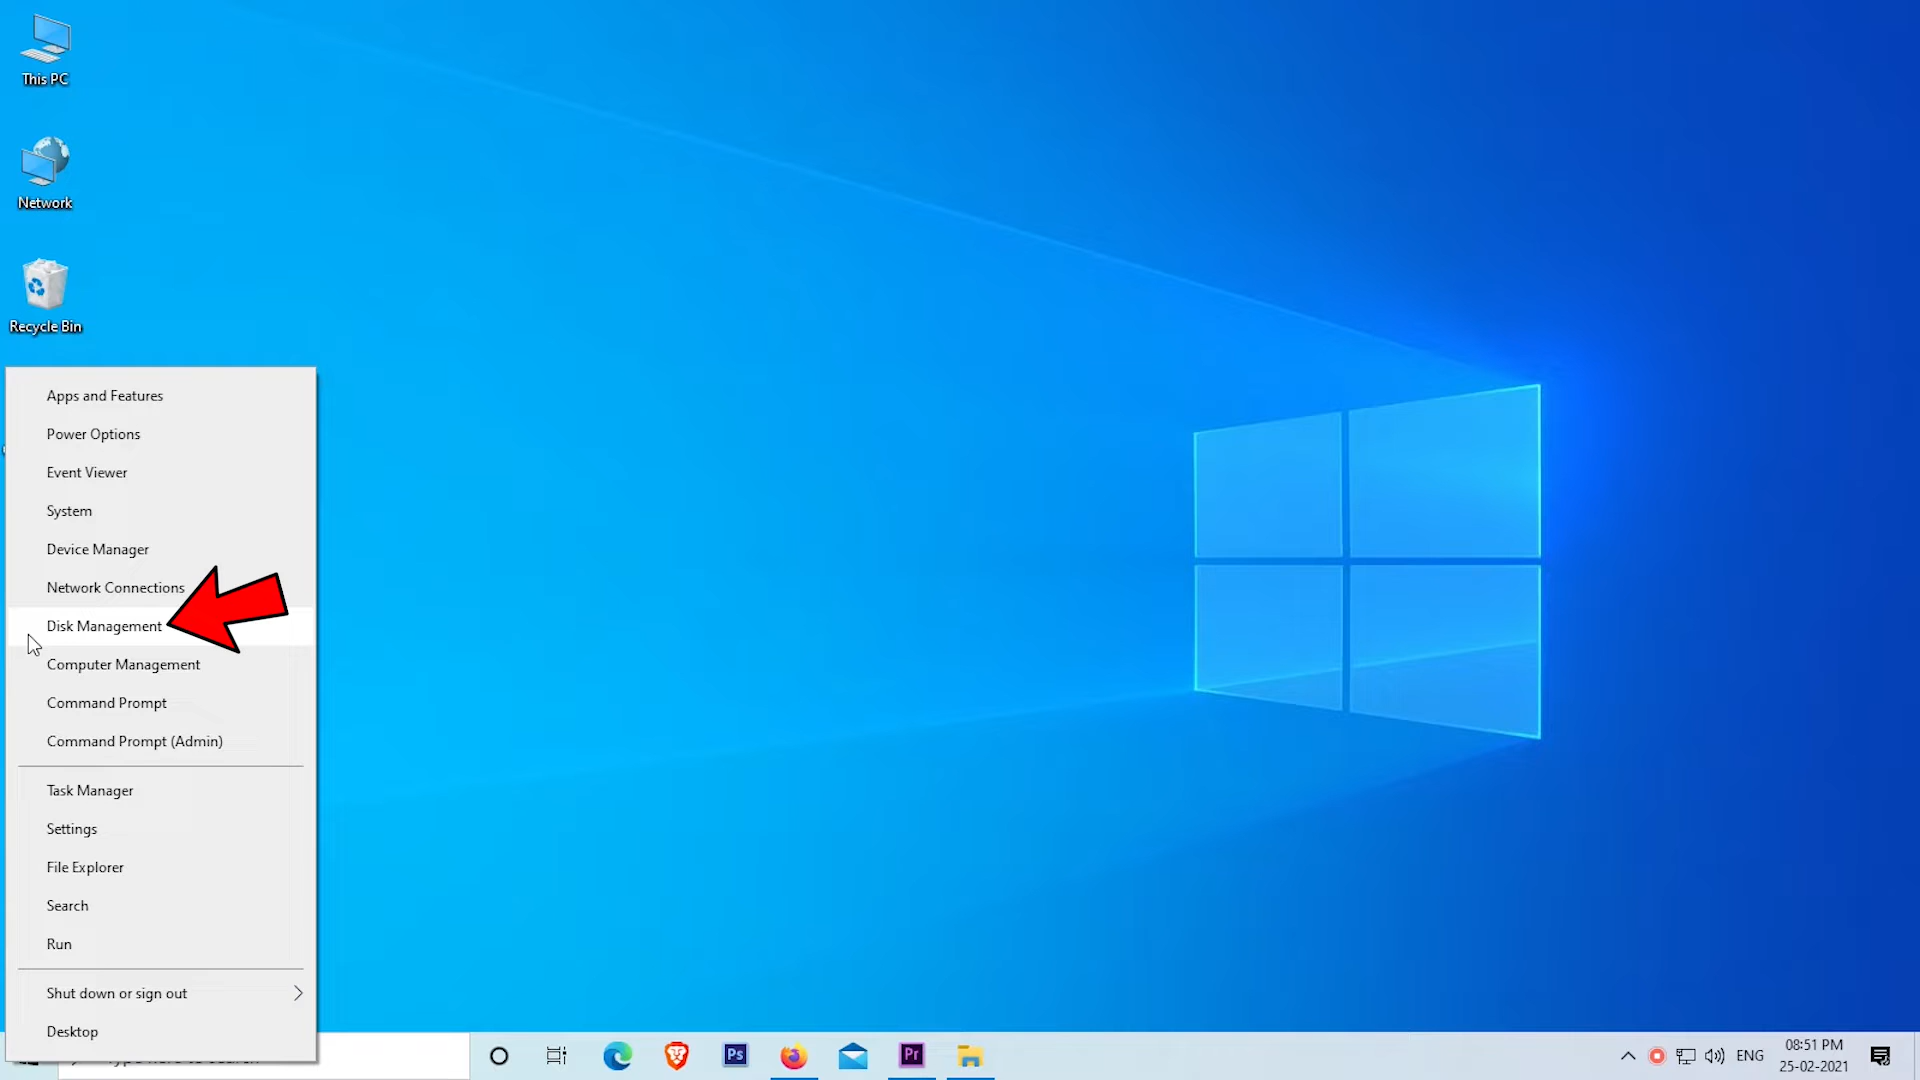 This PC
Network
Recycle Bin
Apps and Features
Power Options
Event Viewer
System
Device Manager
Network Connections
Disk Management
Computer Management
Command Prompt
Command Prompt (Admin)
Task Manager
Settings
File Explorer
Search
Run
Shut down or sign out
Desktop
Ps
Pr
ENG
08:51 PM
25-02-2021